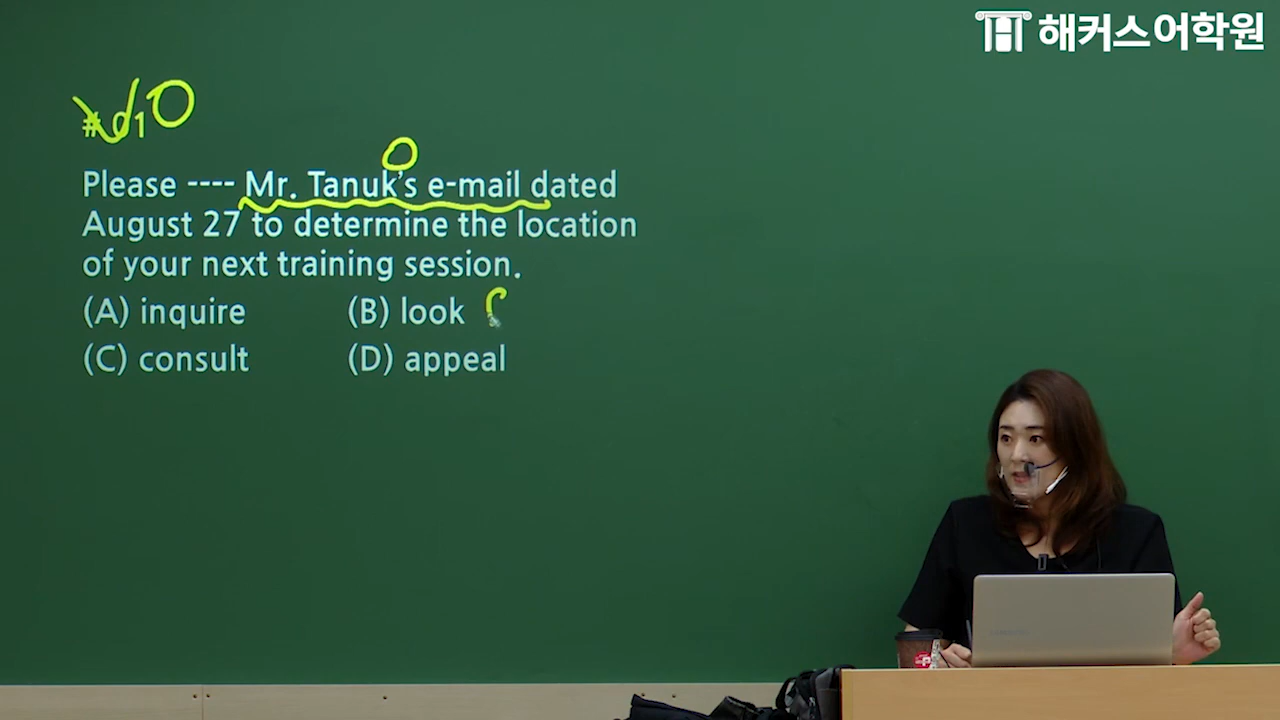 해커스어학원
#01
Please ---- Mr. Tanuk's e-mail dated
August 27 to determine the location
of your next training session.
(A) inquire (B) look
(C) consult (D) appeal